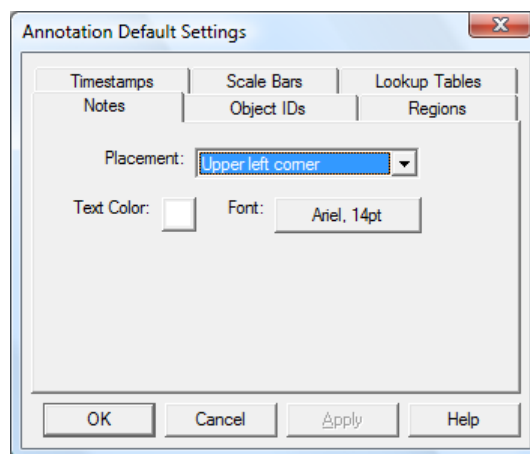 Annotation Default Settings
Timestamps Scale Bars Lookup Tables
Notes Object IDs Regions
Placement: Upper left corner
Text Color: Font: Ariel, 14pt
OK Cancel Apply Help